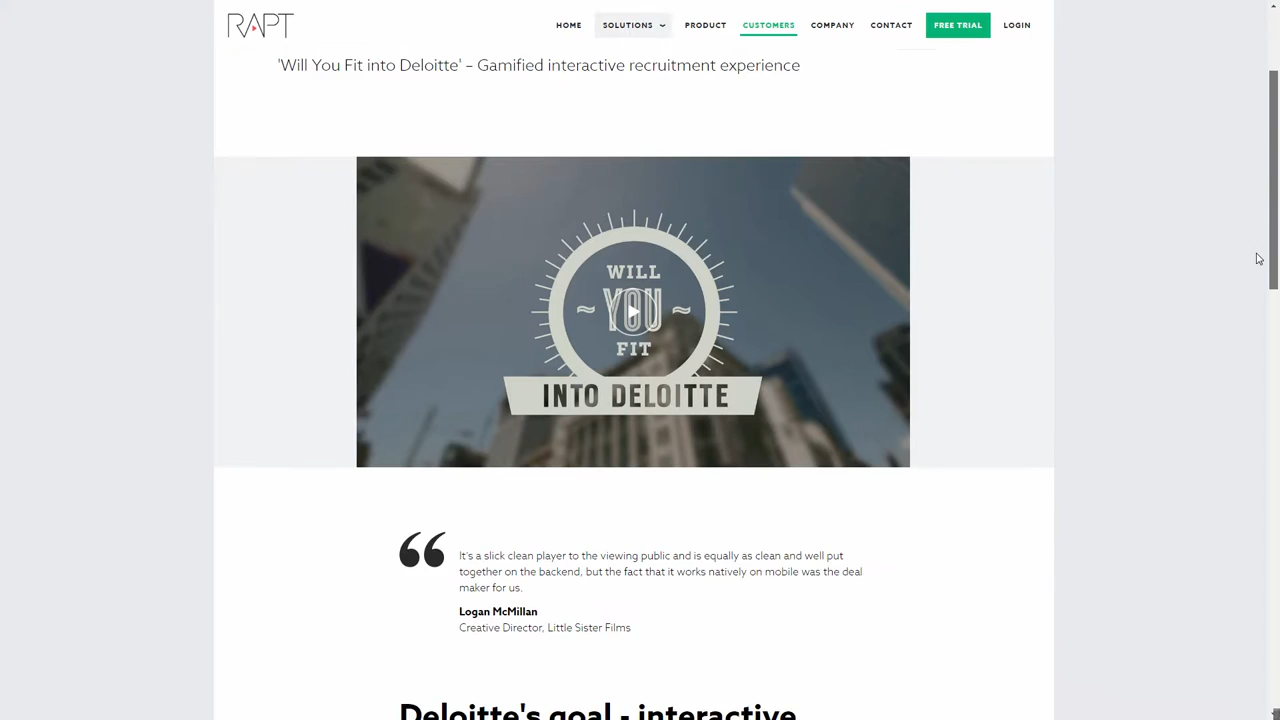 RAPT
HOME SOLUTIONS PRODUCT CUSTOMERS COMPANY CONTACT FREE TRIAL LOGIN
'Will You Fit into Deloitte' – Gamified interactive recruitment experience
WILL
~ YOU ~
FIT
INTO DELOITTE
“
It's a slick clean player to the viewing public and is equally as clean and well put
together on the backend, but the fact that it works natively on mobile was the deal
maker for us.
Logan McMillan
Creative Director, Little Sister Films
Deloitte's goal - interactive